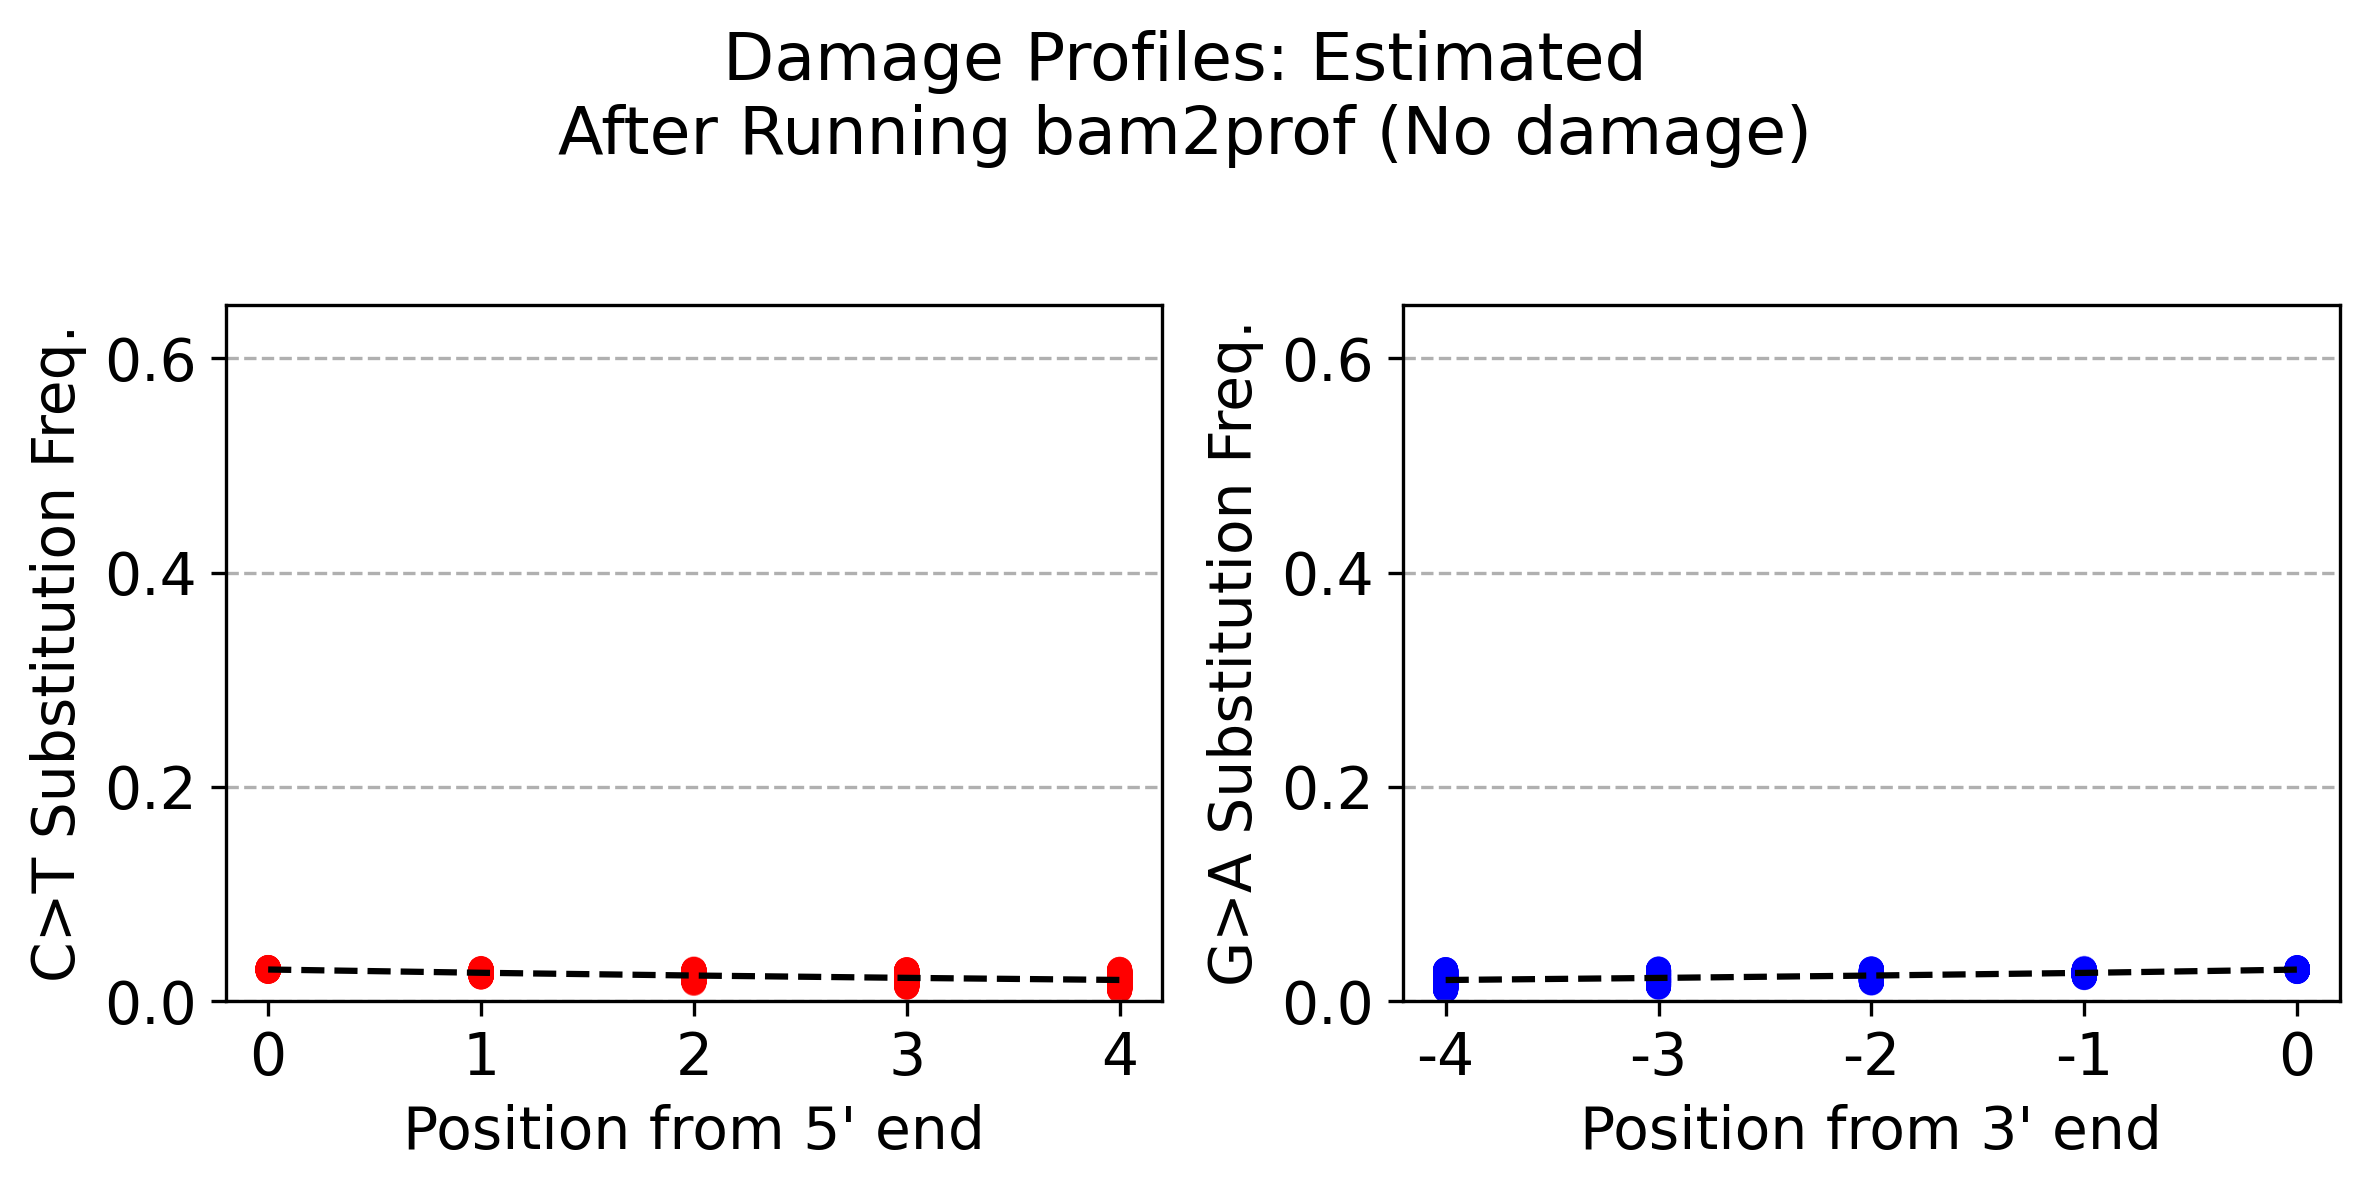 Damage Profiles: Estimated
After Running bam2prof (No damage)
C>T Substitution Freq.
0.6
0.4
0.2
0.0
0 1 2 3 4
Position from 5' end
G>A Substitution Freq.
0.6
0.4
0.2
0.0
-4 -3 -2 -1 0
Position from 3' end